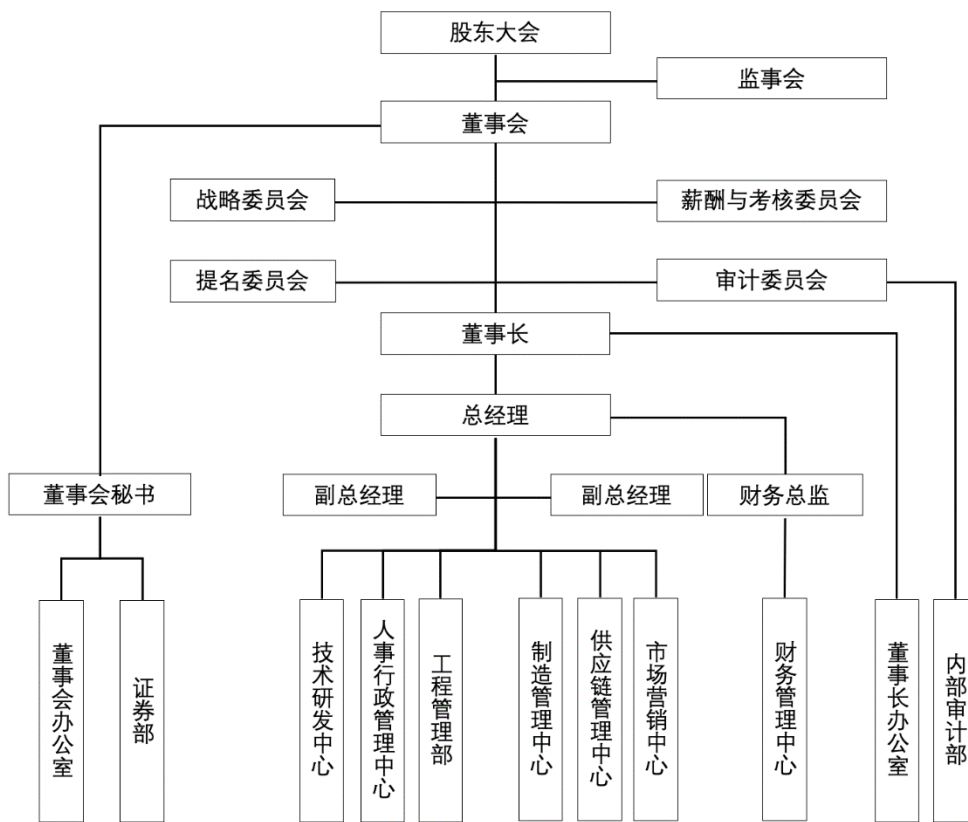 股东大会
监事会
董事会
战略委员会
薪酬与考核委员会
提名委员会
审计委员会
董事长
总经理
董事会秘书
副总经理
副总经理
财务总监
董事会办公室
证券部
技术研发中心
人事行政管理中心
工程管理部
制造管理中心
供应链管理中心
市场营销中心
财务管理中心
董事长办公室
内部审计部